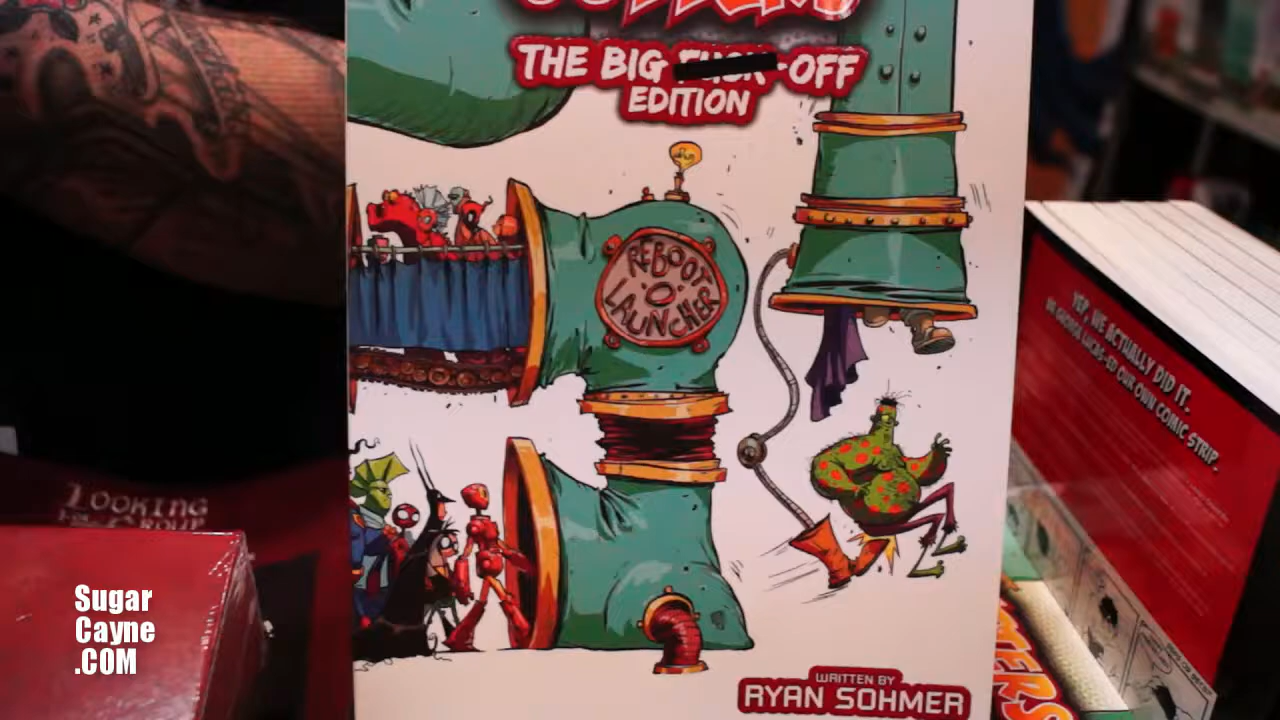 THE BIG FUCK-OFF
EDITION
REBOOT
'O'
LAUNCHER
YEP, WE ACTUALLY DID IT.
WE GEORGE LUCAS-ED OUR OWN COMIC STRIP.
LOOKING
GROUP
Sugar
Cayne
.COM
WRITTEN BY
RYAN SOHMER